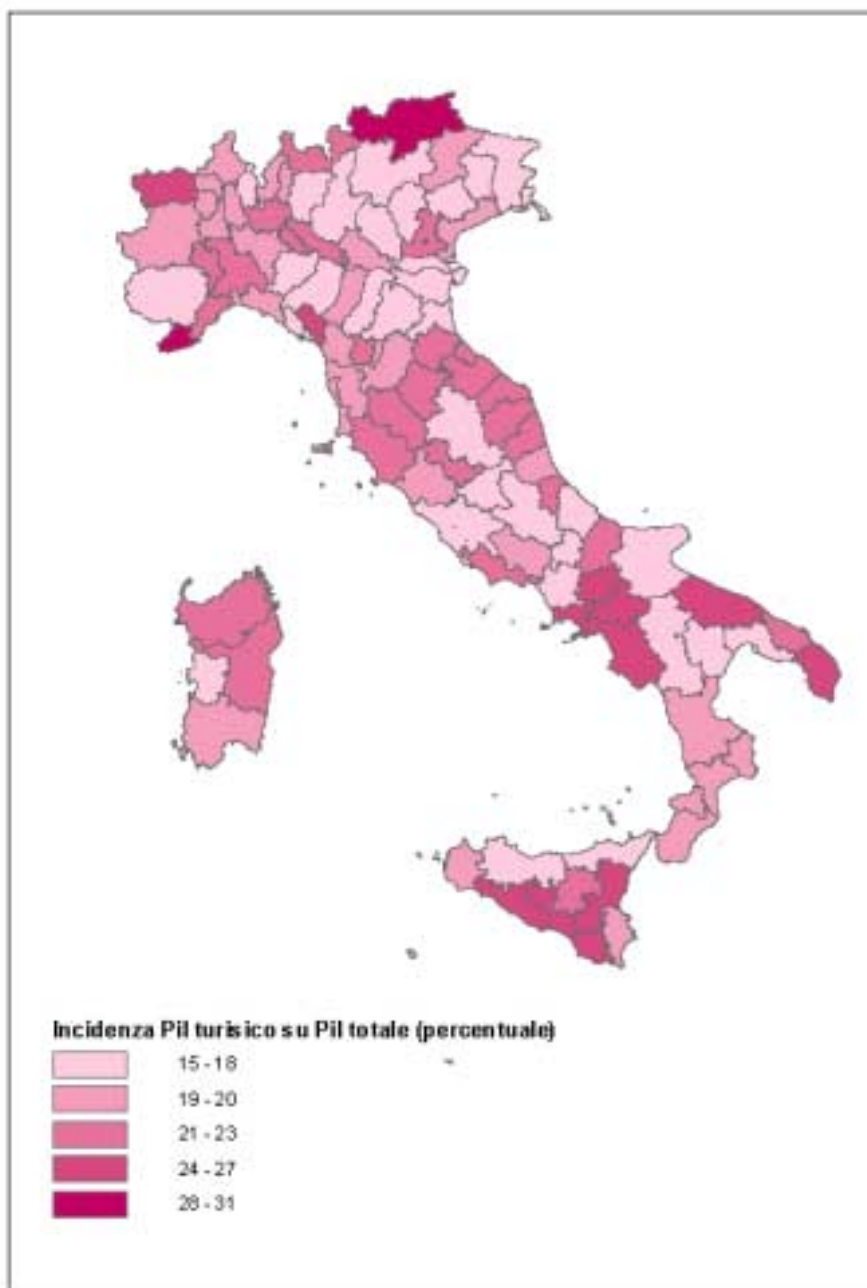 Incidenza Pil turisico su Pil totale (percentuale)
15 - 18
19 - 20
21 - 23
24 - 27
28 - 31